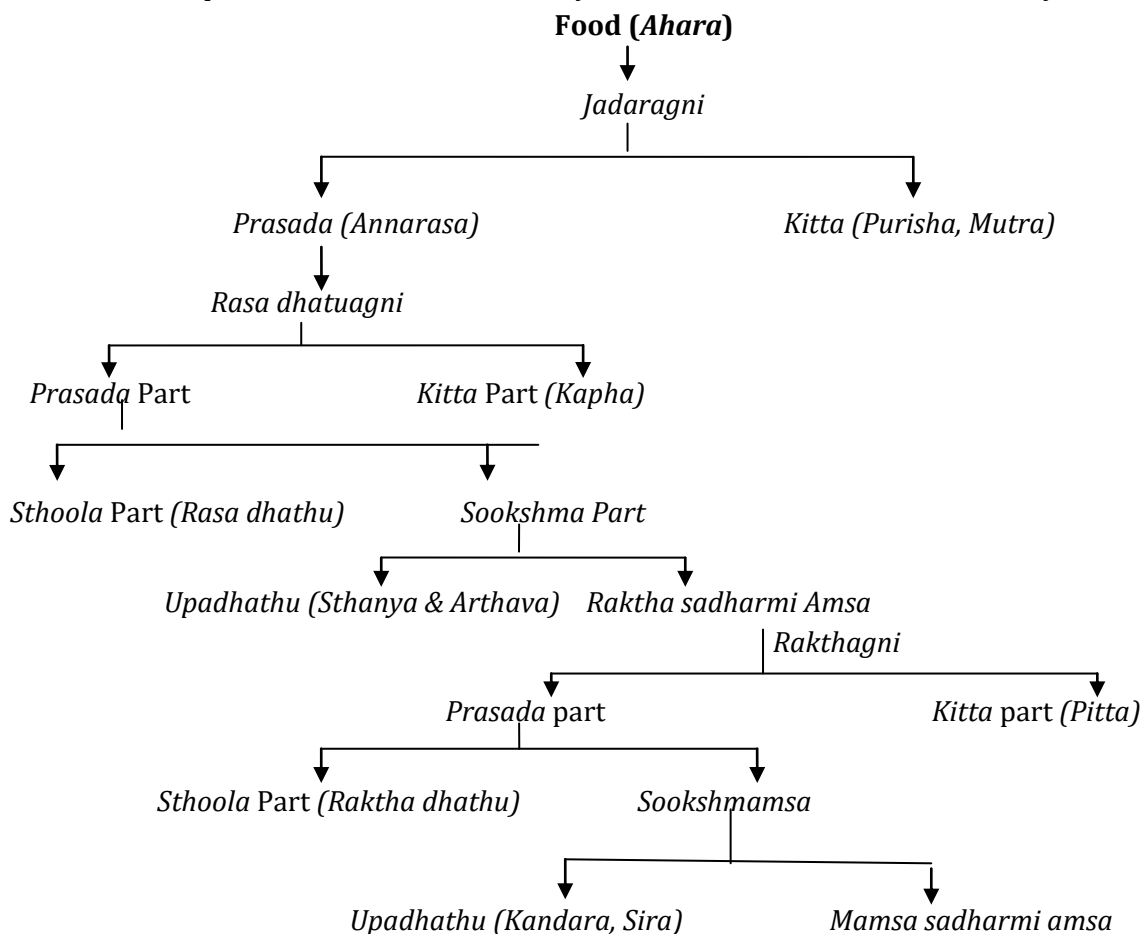 Food (Ahara)
Jadaragni
Prasada (Annarasa)
Kitta (Purisha, Mutra)
Rasa dhatuagni
Prasada Part
Kitta Part (Kapha)
Sthoola Part (Rasa dhathu)
Sookshma Part
Upadhathu (Sthanya & Arthava)
Raktha sadharmi Amsa
Rakthagni
Prasada part
Kitta part (Pitta)
Sthoola Part (Raktha dhathu)
Sookshmamsa
Upadhathu (Kandara, Sira)
Mamsa sadharmi amsa